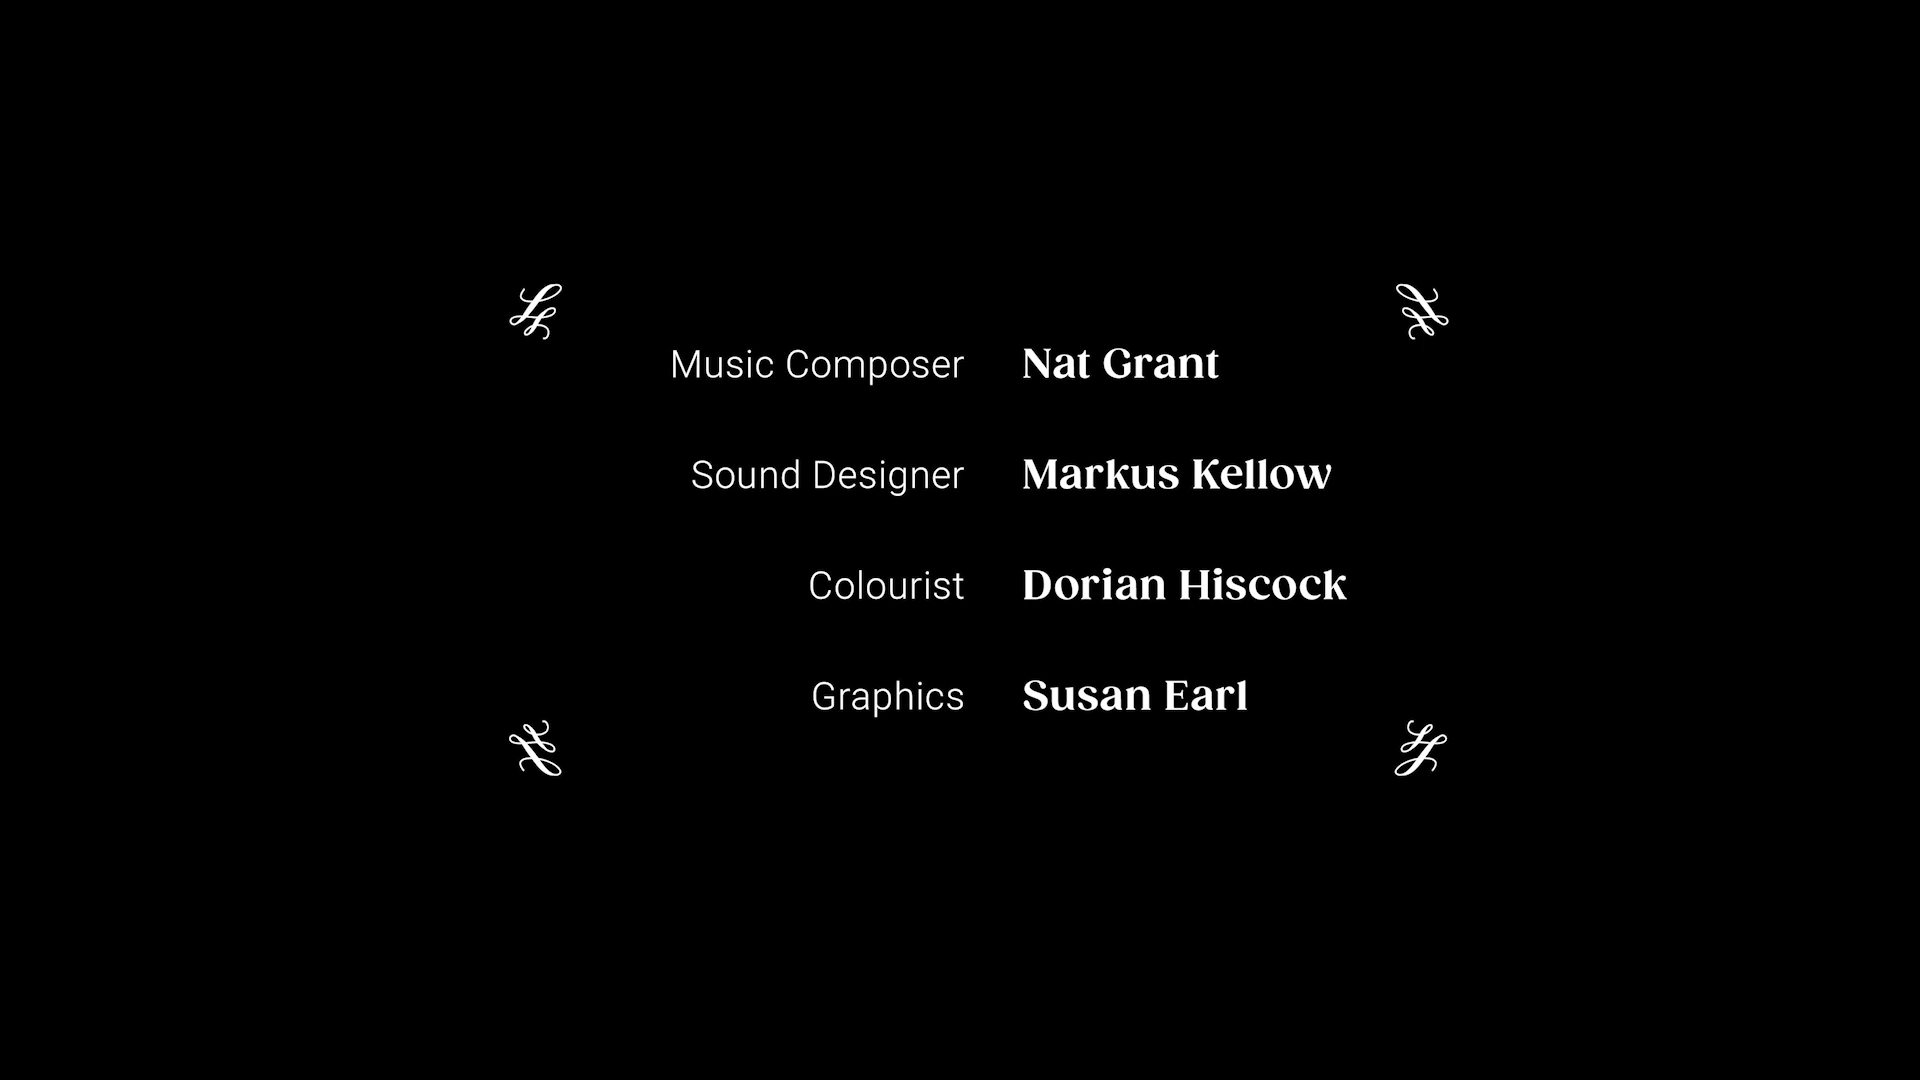 Music Composer Nat Grant
Sound Designer Markus Kellow
Colourist Dorian Hiscock
Graphics Susan Earl